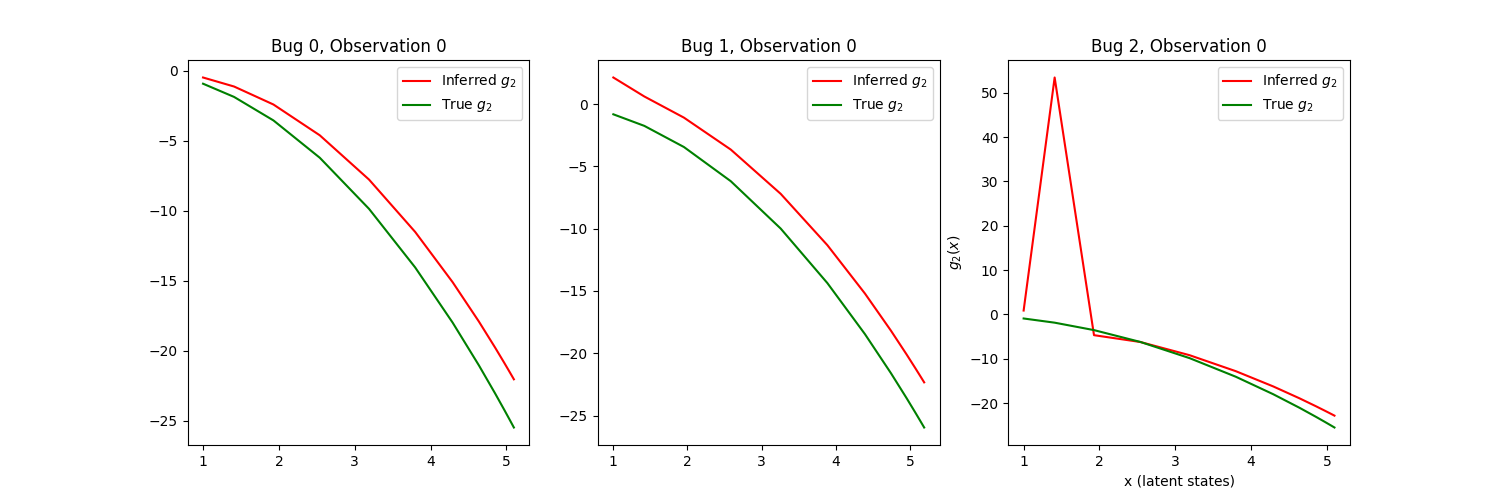 Bug 0, Observation 0
Inferred g₂
True g₂
0
−5
−10
−15
−20
−25
1 2 3 4 5
Bug 1, Observation 0
Inferred g₂
True g₂
0
−5
−10
−15
−20
−25
1 2 3 4 5
Bug 2, Observation 0
Inferred g₂
True g₂
g₂(x)
50
40
30
20
10
0
−10
−20
1 2 3 4 5
x (latent states)